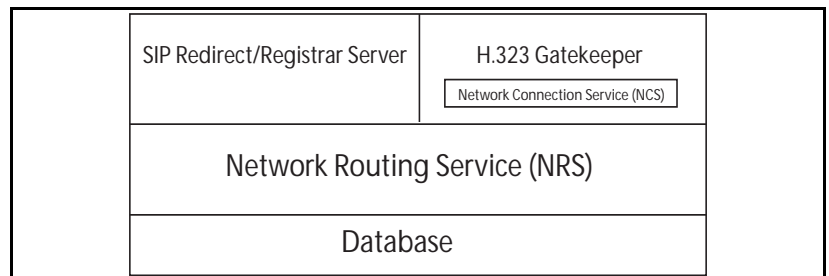 SIP Redirect/Registrar Server
H.323 Gatekeeper
Network Connection Service (NCS)
Network Routing Service (NRS)
Database